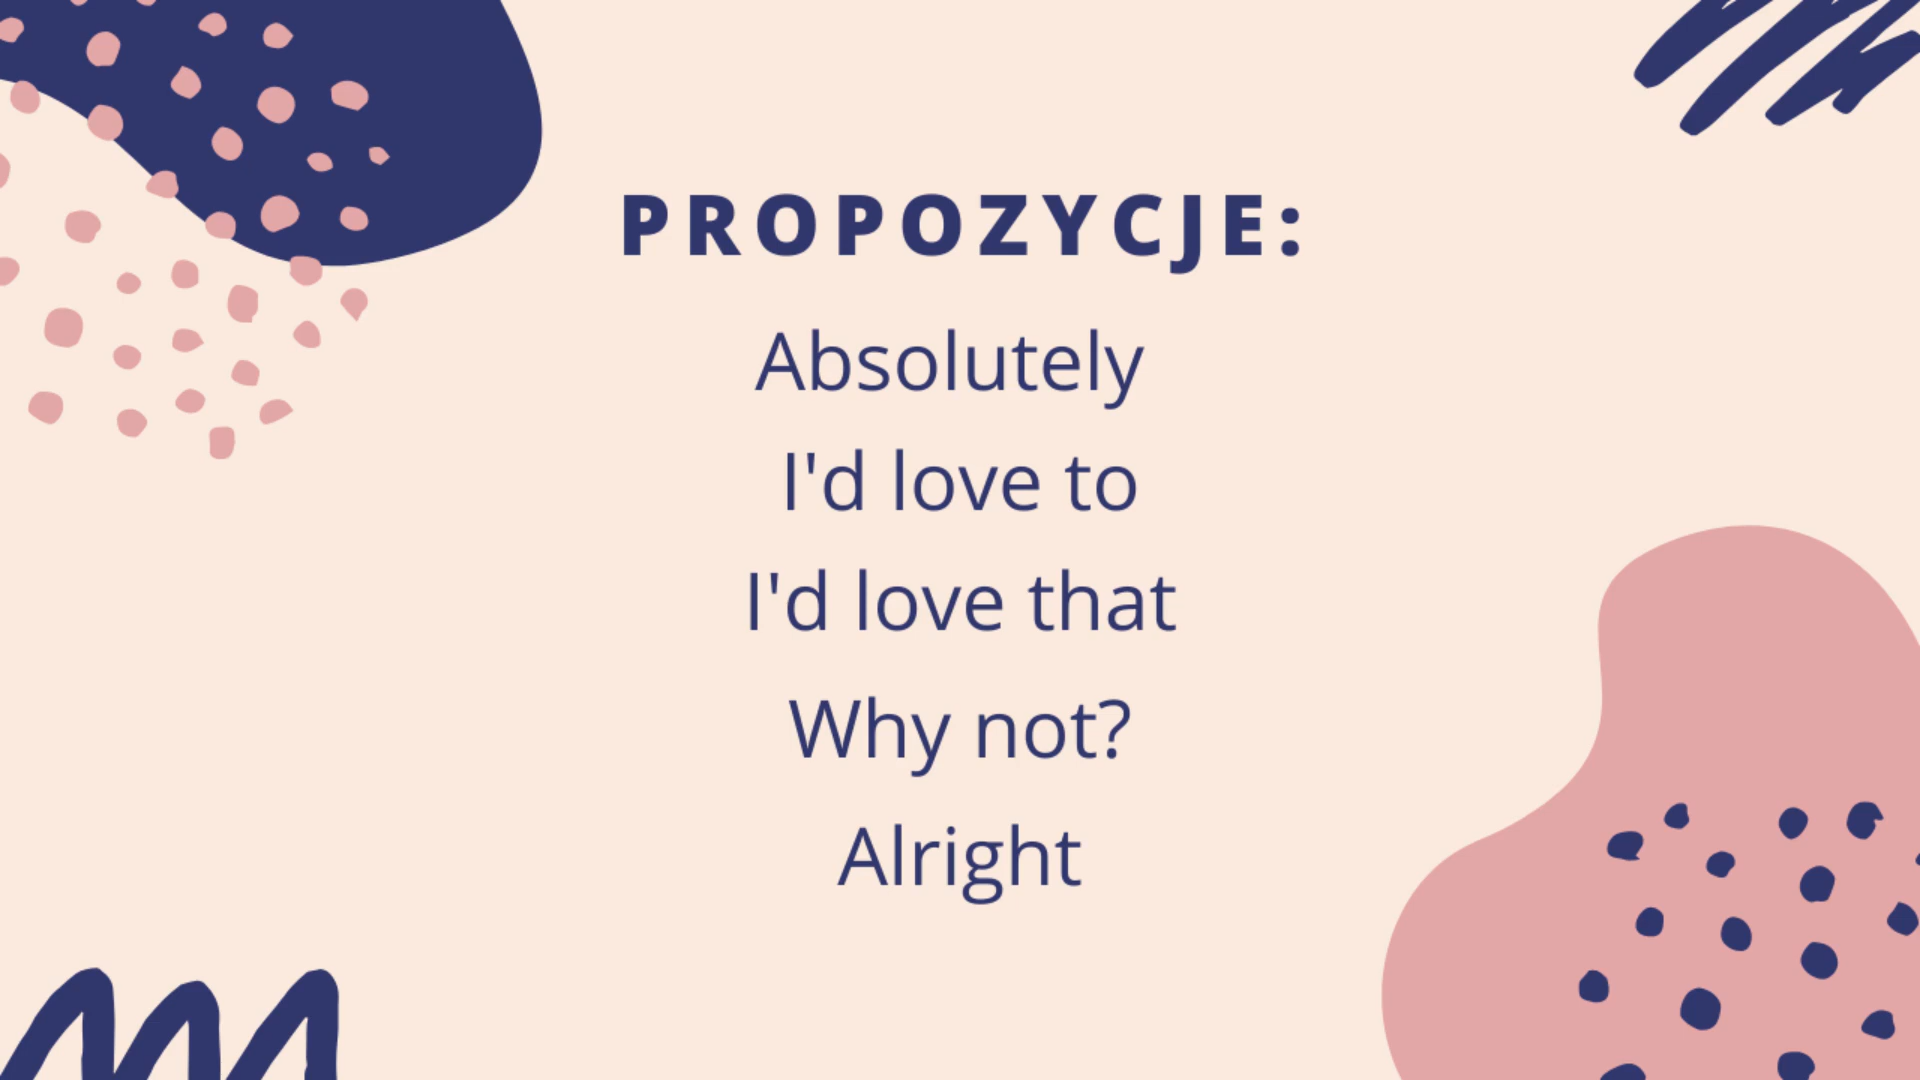 PROPOZYCJE:
Absolutely
I'd love to
I'd love that
Why not?
Alright